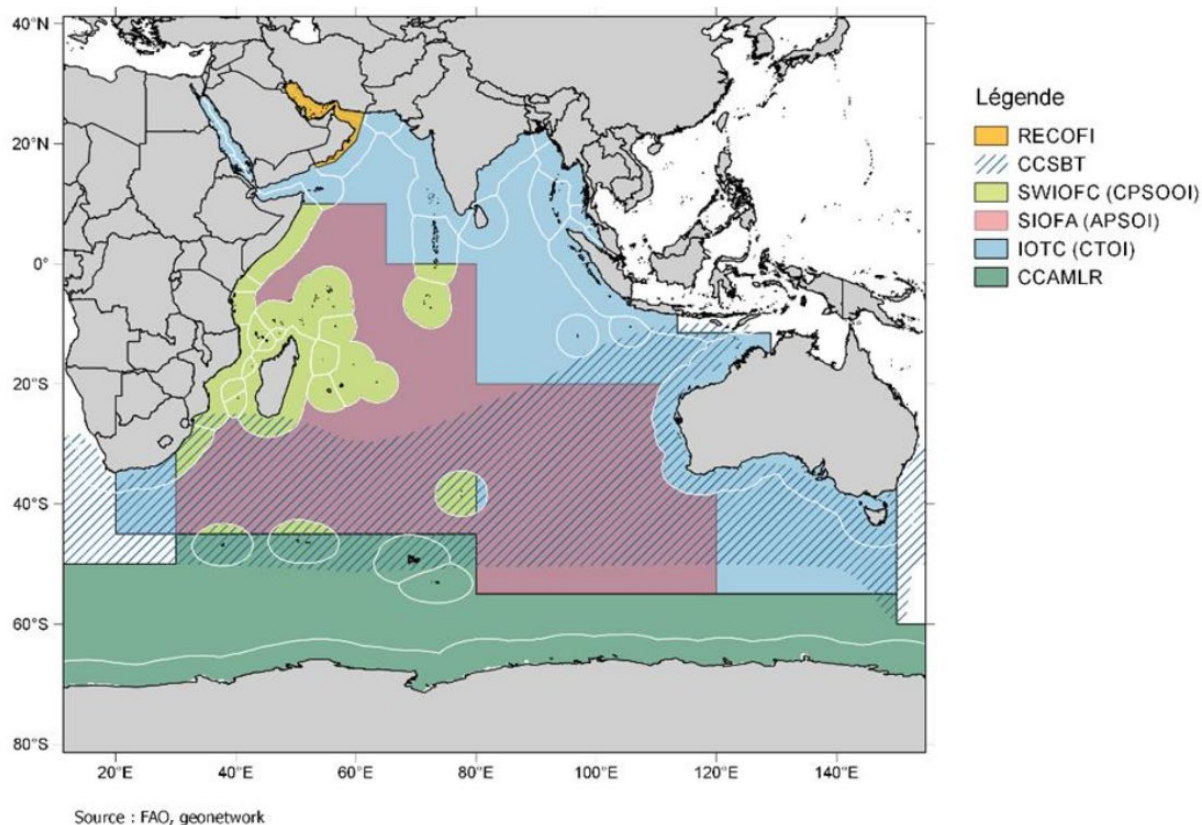 40°N
20°N
0°
20°S
40°S
60°S
80°S
20°E
40°E
60°E
80°E
100°E
120°E
140°E
Légende
RECOFI
CCSBT
SWIOFC (CPSOOI)
SIOFA (APSOI)
IOTC (CTOI)
CCAMLR
Source : FAO, geonetwork